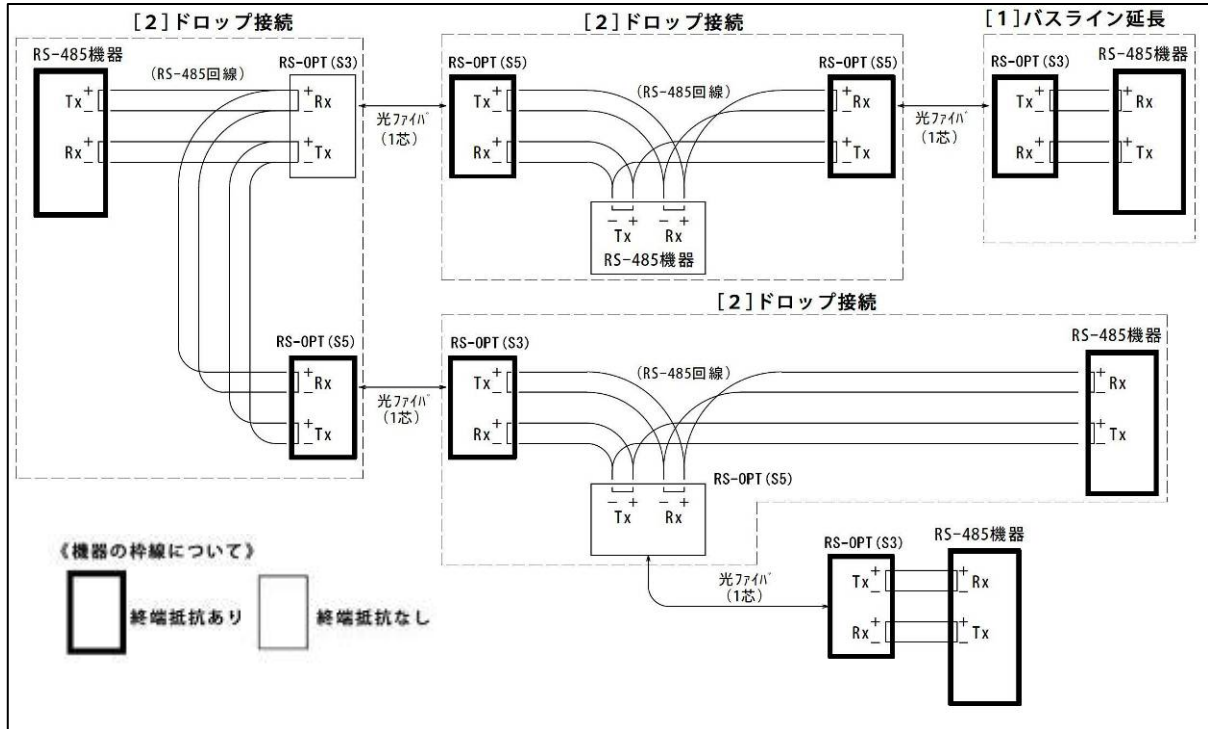 [2]ドロップ接続
RS-485機器
(RS-485回線)
RS-OPT(S3)
Tx + −
Rx + −
+ − Rx
+ − Tx
光ファイバ
(1芯)
RS-OPT(S5)
+ − Rx
+ − Tx
光ファイバ
(1芯)
[2]ドロップ接続
RS-OPT(S5)
(RS-485回線)
RS-OPT(S5)
Tx + −
Rx + −
+ − Rx
+ − Tx
− + − +
Tx Rx
RS-485機器
光ファイバ
(1芯)
[1]バスライン延長
RS-OPT(S3)
RS-485機器
Tx + −
Rx + −
+ − Rx
+ − Tx
[2]ドロップ接続
RS-OPT(S3)
(RS-485回線)
RS-485機器
Tx + −
Rx + −
+ − Rx
+ − Tx
RS-OPT(S5)
− + − +
Tx Rx
光ファイバ
(1芯)
RS-OPT(S3)
RS-485機器
Tx + −
Rx + −
+ − Rx
+ − Tx
《機器の枠線について》
終端抵抗あり
終端抵抗なし